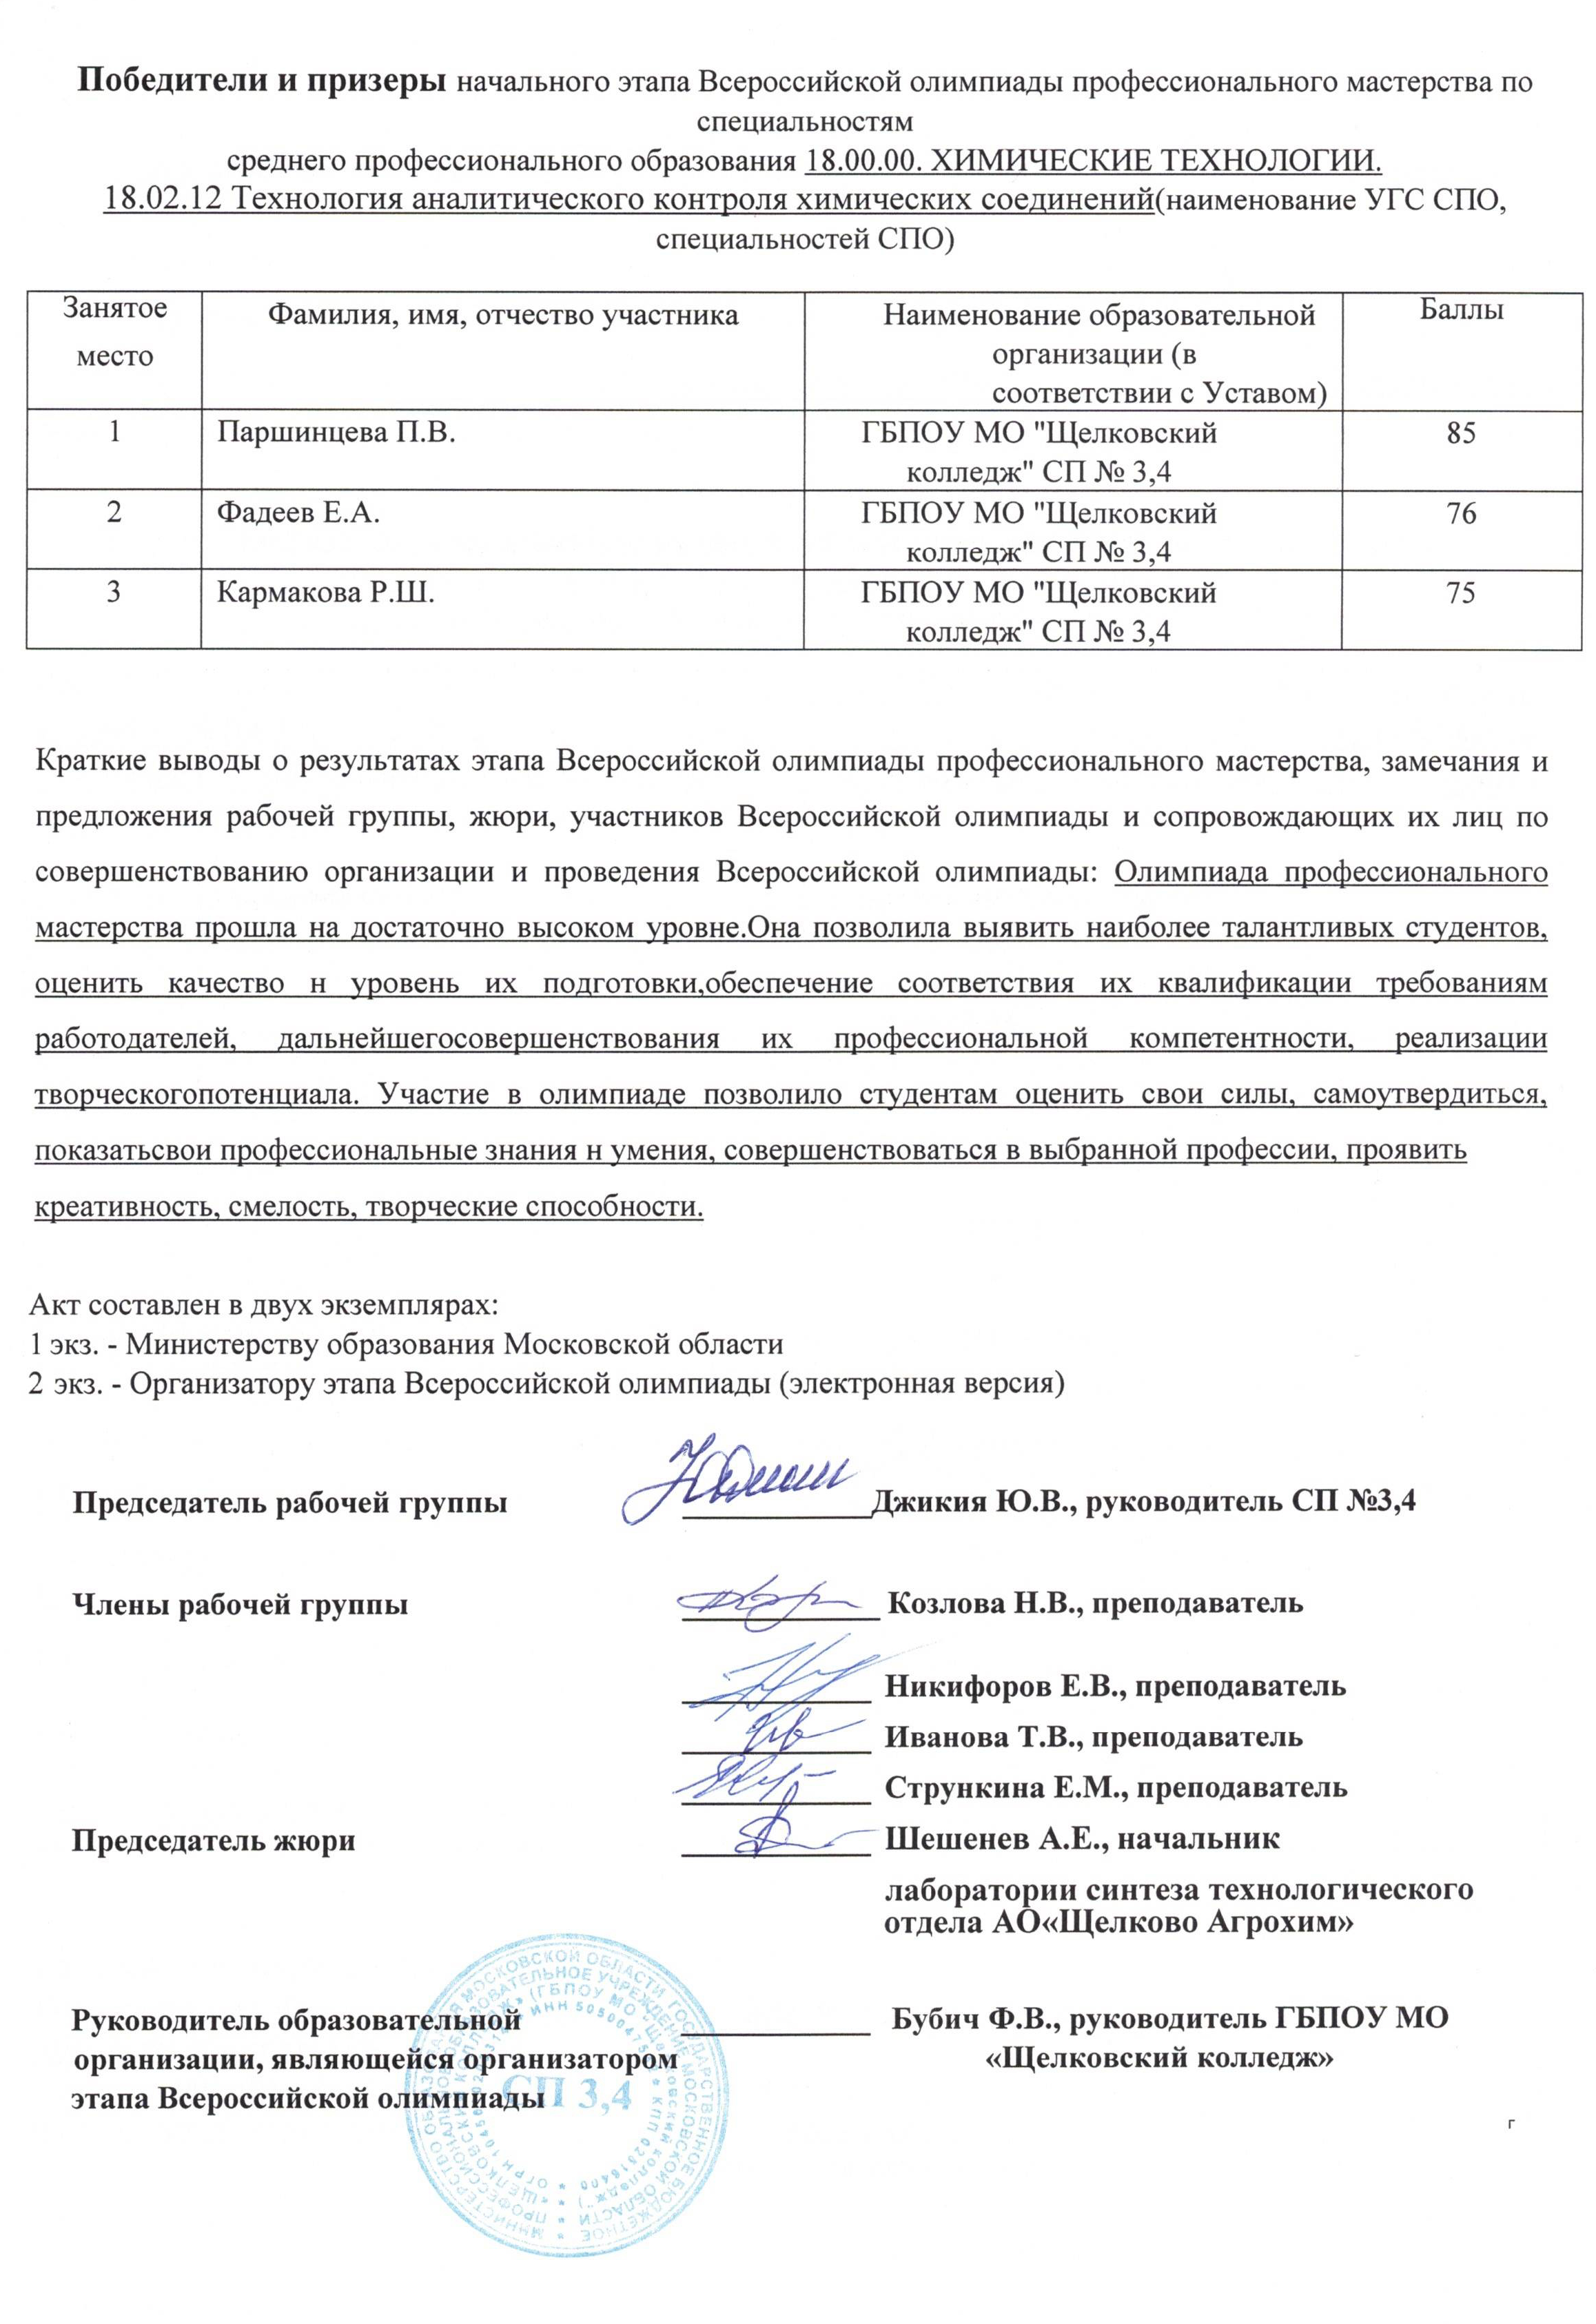 Победители и призеры начального этапа Всероссийской олимпиады профессионального мастерства по
специальностям
среднего профессионального образования 18.00.00. ХИМИЧЕСКИЕ ТЕХНОЛОГИИ.
18.02.12 Технология аналитического контроля химических соединений(наименование УГС СПО,
специальностей СПО)
Занятое
место
Фамилия, имя, отчество участника
Наименование образовательной
организации (в
соответствии с Уставом)
Баллы
1
Паршинцева П.В.
ГБПОУ МО "Щелковский
колледж" СП № 3,4
85
2
Фадеев Е.А.
ГБПОУ МО "Щелковский
колледж" СП № 3,4
76
3
Кармакова Р.Ш.
ГБПОУ МО "Щелковский
колледж" СП № 3,4
75
Краткие выводы о результатах этапа Всероссийской олимпиады профессионального мастерства, замечания и
предложения рабочей группы, жюри, участников Всероссийской олимпиады и сопровождающих их лиц по
совершенствованию организации и проведения Всероссийской олимпиады: Олимпиада профессионального
мастерства прошла на достаточно высоком уровне.Она позволила выявить наиболее талантливых студентов,
оценить качество н уровень их подготовки,обеспечение соответствия их квалификации требованиям
работодателей, дальнейшегосовершенствования их профессиональной компетентности, реализации
творческогопотенциала. Участие в олимпиаде позволило студентам оценить свои силы, самоутвердиться,
показатьсвои профессиональные знания н умения, совершенствоваться в выбранной профессии, проявить
креативность, смелость, творческие способности.
Акт составлен в двух экземплярах:
1 экз. - Министерству образования Московской области
2 экз. - Организатору этапа Всероссийской олимпиады (электронная версия)
Председатель рабочей группы
Джикия Ю.В., руководитель СП №3,4
Члены рабочей группы
Козлова Н.В., преподаватель
Никифоров Е.В., преподаватель
Иванова Т.В., преподаватель
Стрункина Е.М., преподаватель
Председатель жюри
Шешенев А.Е., начальник
лаборатории синтеза технологического
отдела АО«Щелково Агрохим»
Руководитель образовательной
организации, являющейся организатором
этапа Всероссийской олимпиады
Бубич Ф.В., руководитель ГБПОУ МО
«Щелковский колледж»
СП 3,4
г